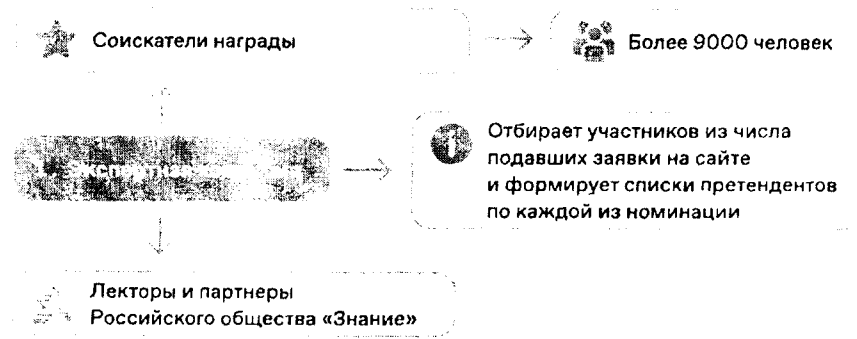 Соискатели награды
Более 9000 человек
Отбирает участников из числа
подавших заявки на сайте
и формирует списки претендентов
по каждой из номинации
Лекторы и партнеры
Российского общества «Знание»